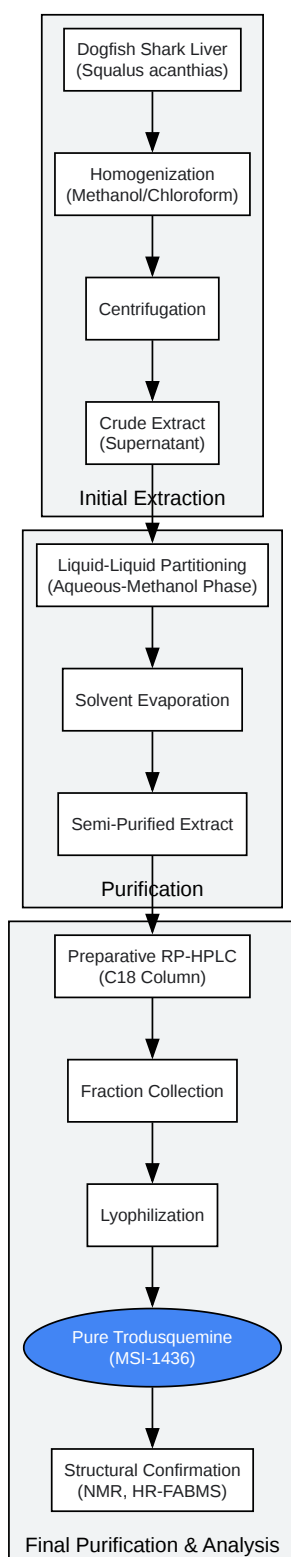 Dogfish Shark Liver
(Squalus acanthias)
Homogenization
(Methanol/Chloroform)
Centrifugation
Crude Extract
(Supernatant)
Initial Extraction
Liquid-Liquid Partitioning
(Aqueous-Methanol Phase)
Solvent Evaporation
Semi-Purified Extract
Purification
Preparative RP-HPLC
(C18 Column)
Fraction Collection
Lyophilization
Pure Trodusquemine
(MSI-1436)
Structural Confirmation
(NMR, HR-FABMS)
Final Purification & Analysis